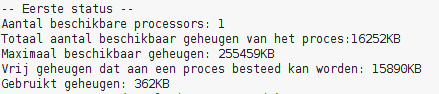 -- Eerste status --
Aantal beschikbare processors: 1
Totaal aantal beschikbaar geheugen van het proces:16252KB
Maximaal beschikbaar geheugen: 255459KB
Vrij geheugen dat aan een proces besteed kan worden: 15890KB
Gebruikt geheugen: 362KB